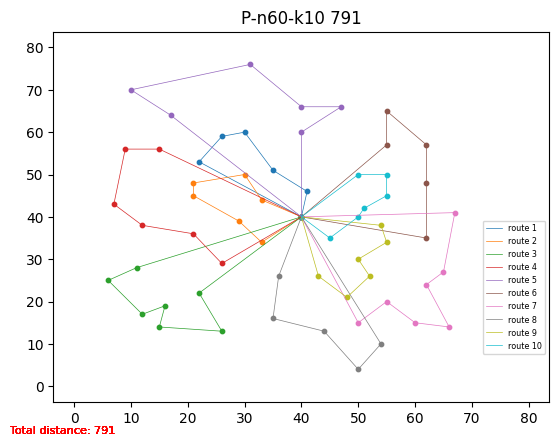 P-n60-k10 791
80
70
60
50
40
30
20
10
0
route 1
route 2
route 3
route 4
route 5
route 6
route 7
route 8
route 9
route 10
0 10 20 30 40 50 60 70 80
Total distance: 791